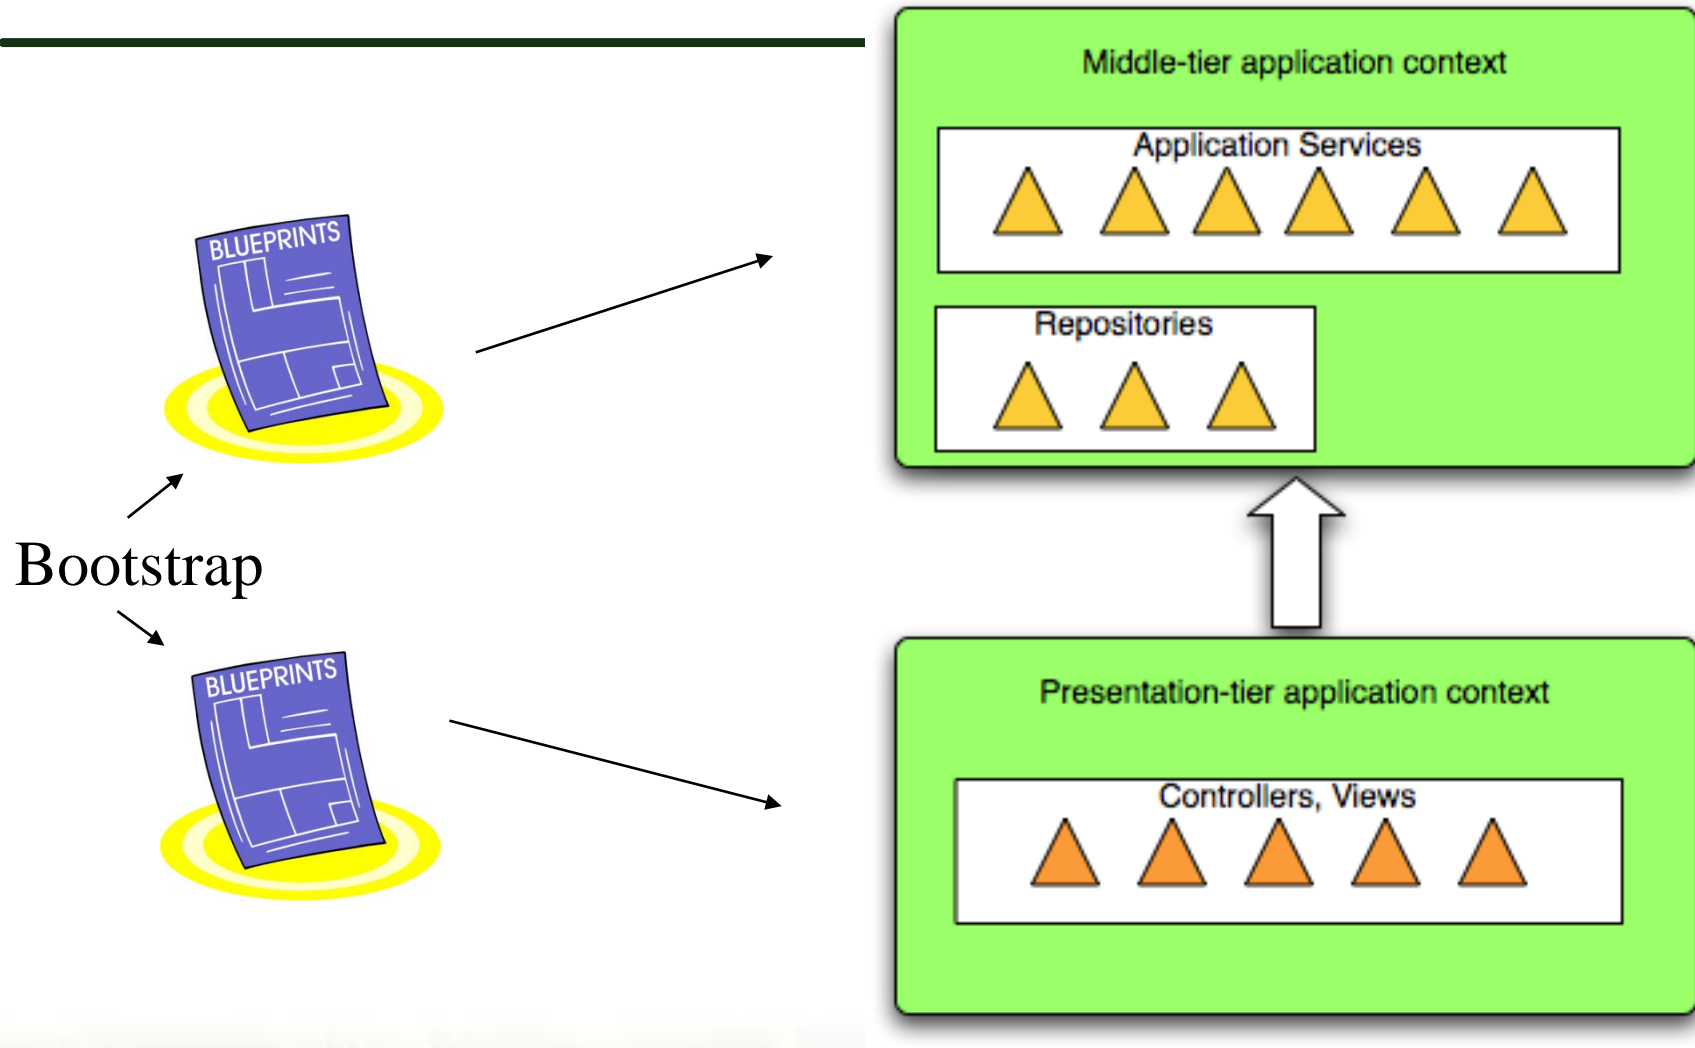 BLUEPRINTS
Bootstrap
BLUEPRINTS
Middle-tier application context
Application Services
Repositories
Presentation-tier application context
Controllers, Views